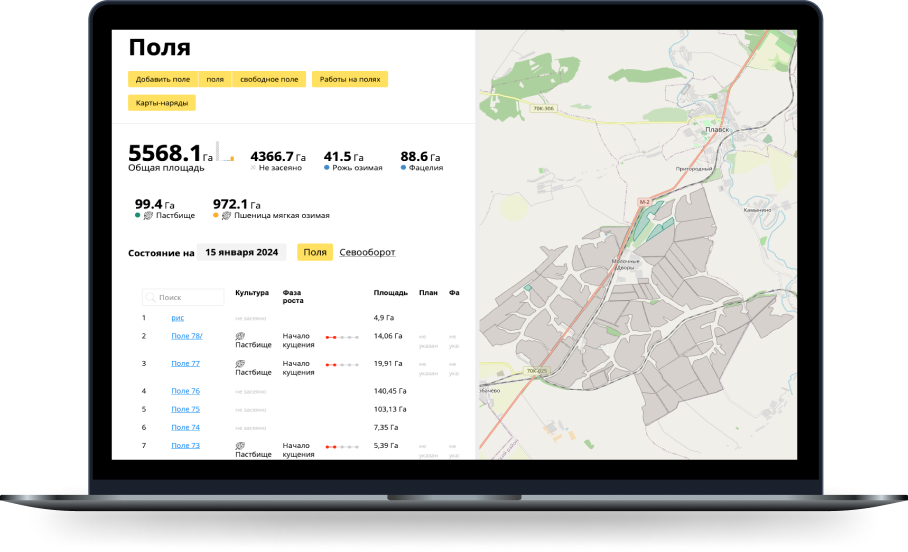 Поля
Добавить поле поля свободное поле Работы на полях
Карты-наряды
5568.1 Га
Общая площадь
4366.7 Га
Не засеяно
41.5 Га
Рожь озимая
88.6 Га
Фацелия
99.4 Га
Пастбище
972.1 Га
Пшеница мягкая озимая
Состояние на 15 января 2024 Поля Севооборот
Поиск
Культура Фаза роста Площадь План Фа
1 рис не засеяно 4,9 Га
2 Поле 78/ Пастбище Начало кущения 14,06 Га не указан не ука
3 Поле 77 Пастбище Начало кущения 19,91 Га не указан не ука
4 Поле 76 не засеяно 140,45 Га
5 Поле 75 не засеяно 103,13 Га
6 Поле 74 не засеяно 7,35 Га
7 Поле 73 Пастбище Начало кущения 5,39 Га не указан не ука
70К-306
Плавск
Пригородный
М-2
Камынино
Молочные
Дворы
70К-025
бачево